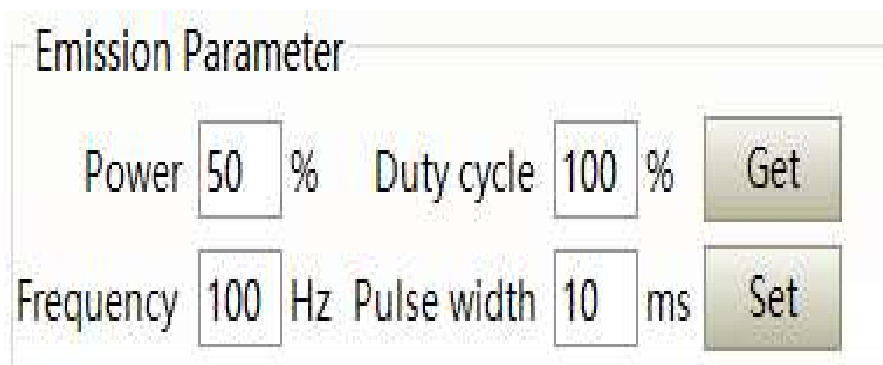 Emission Parameter
Power 50 % Duty cycle 100 % Get
Frequency 100 Hz Pulse width 10 ms Set